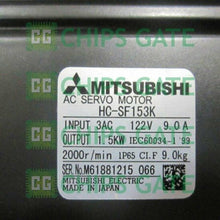 CHIPS GATE
MITSUBISHI
AC SERVO MOTOR
HC-SF153K
INPUT 3AC 122V 9.0A
OUTPUT 1.5KW IEC60034-1'99
2000r/min IP65 CI.F 9.0kg
SER.No.M61881215 066
MITSUBISHI ELECTRIC
MADE IN JAPAN